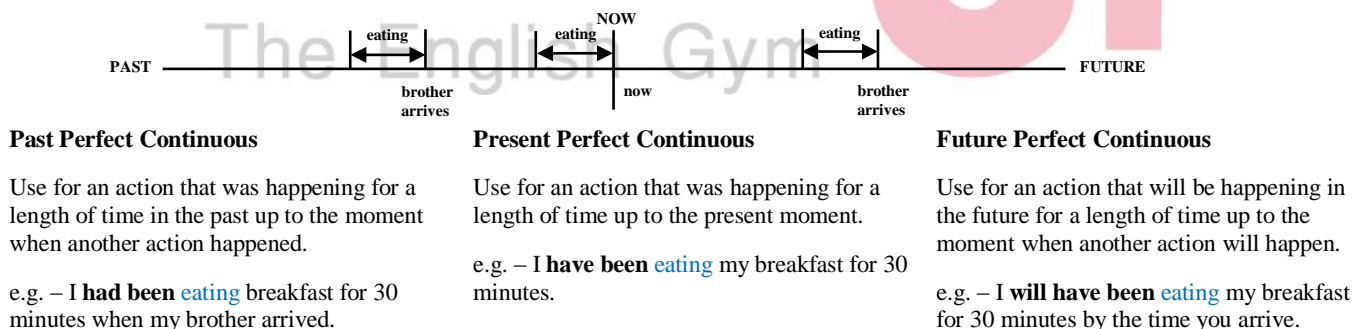 NOW
The English Gym
eating eating eating
PAST FUTURE
brother now brother
arrives arrives
Past Perfect Continuous
Use for an action that was happening for a
length of time in the past up to the moment
when another action happened.
e.g. – I had been eating breakfast for 30
minutes when my brother arrived.
Present Perfect Continuous
Use for an action that was happening for a
length of time up to the present moment.
e.g. – I have been eating my breakfast for 30
minutes.
Future Perfect Continuous
Use for an action that will be happening in
the future for a length of time up to the
moment when another action will happen.
e.g. – I will have been eating my breakfast
for 30 minutes by the time you arrive.